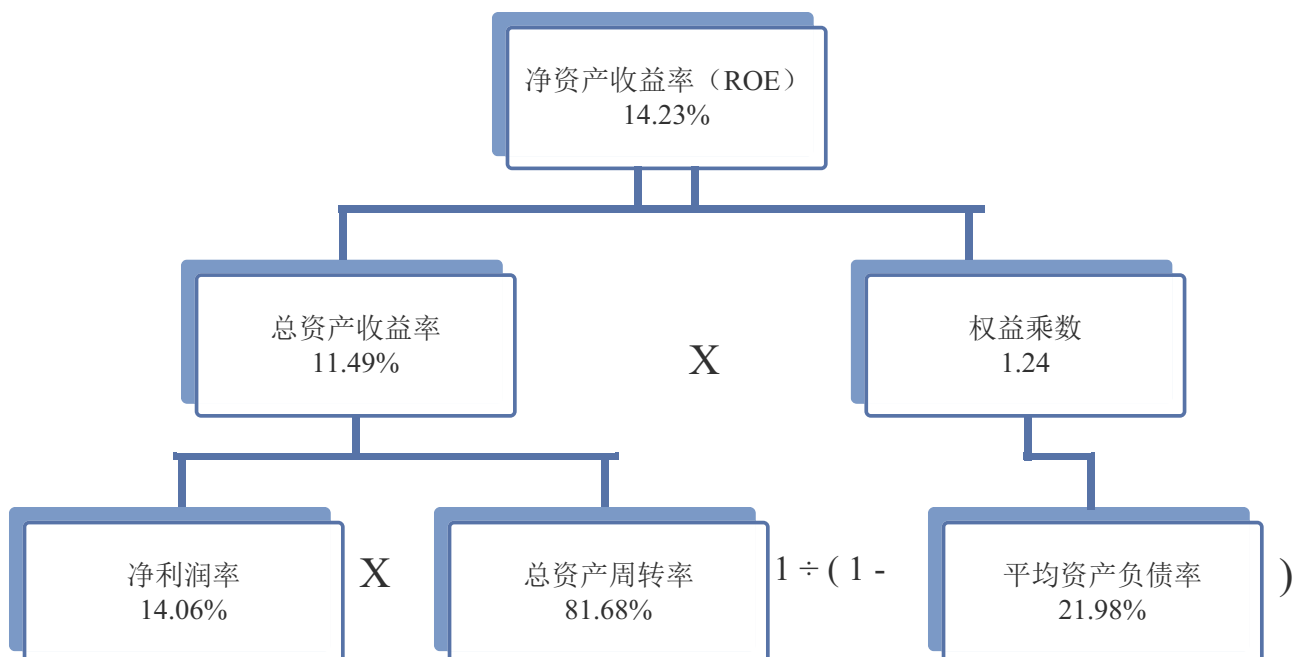 净资产收益率（ROE）
14.23%
总资产收益率
11.49%
X
权益乘数
1.24
净利润率
14.06%
X
总资产周转率
81.68%
1 ÷ ( 1 -
平均资产负债率
21.98%
)